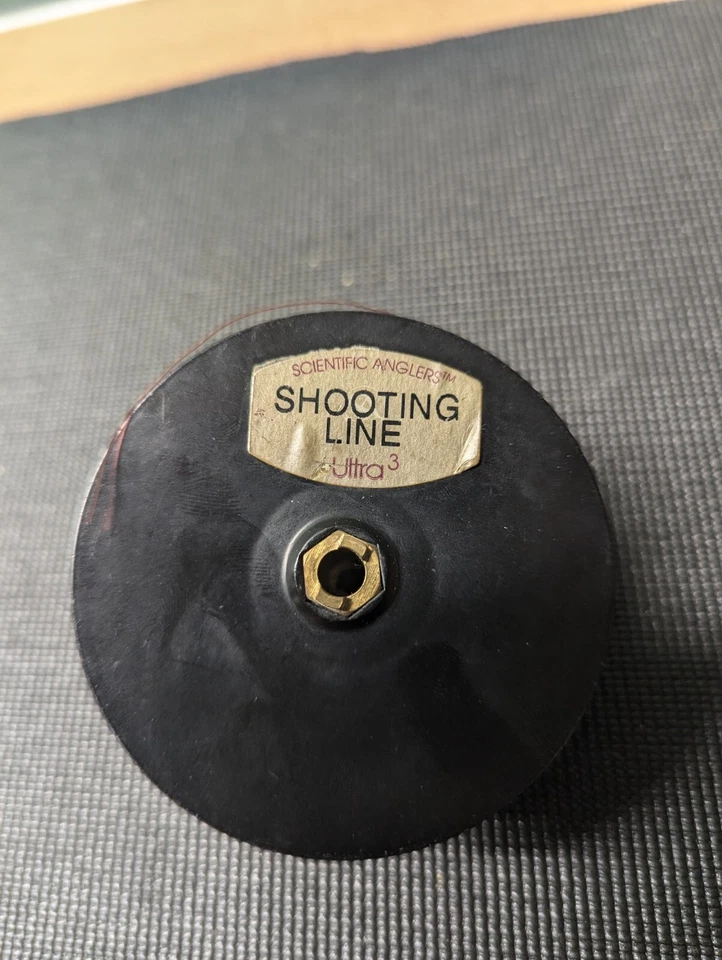 SCIENTIFIC ANGLERS™
SHOOTING
LINE
Ultra³